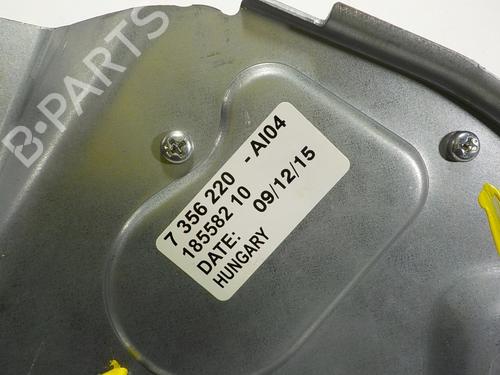 B-PARTS
7 356 220 - AI04
185582 10
DATE: 09/12/15
HUNGARY